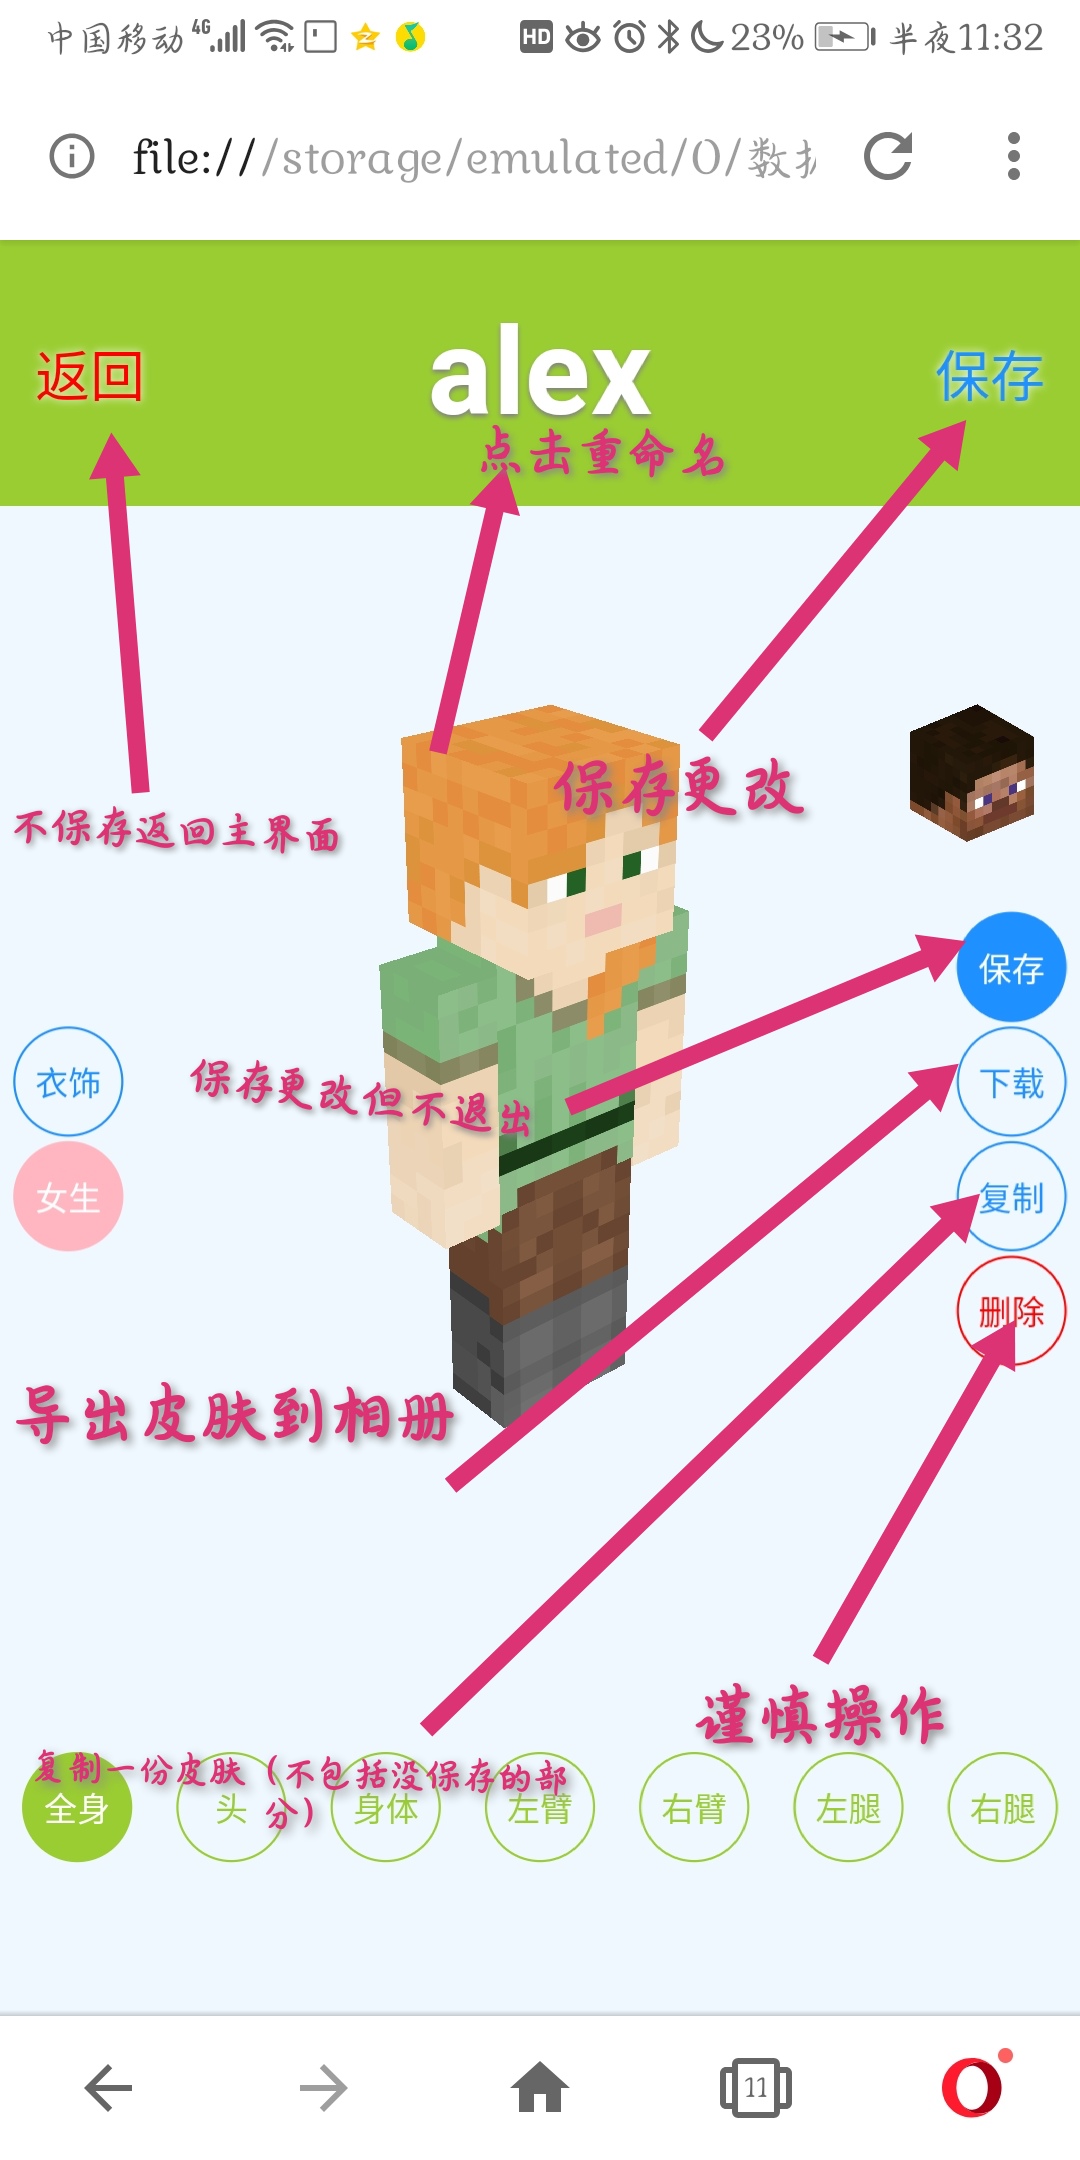 中国移动 4G HD 23% 半夜11:32
file:///storage/emulated/0/数
返回 alex 保存
点击重命名
保存更改
不保存返回主界面
保存
保存更改但不退出
衣饰 下载
女生 复制
删除
导出皮肤到相册
谨慎操作
复制一份皮肤（不包括没保存的部
分）
全身 头 身体 左臂 右臂 左腿 右腿
11